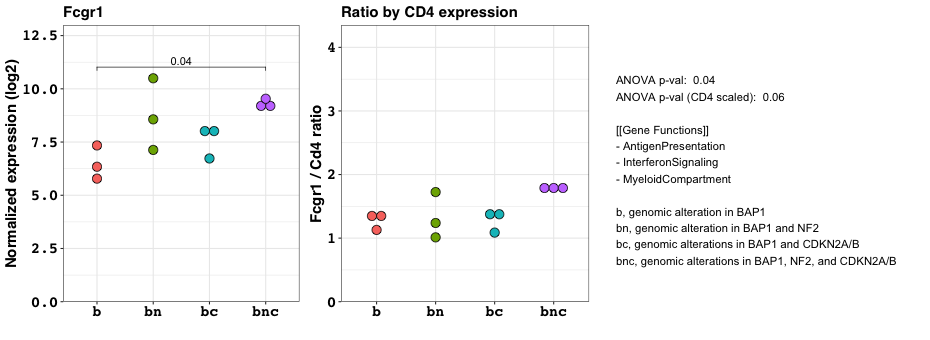 Fcgr1
Normalized expression (log2)
12.5
10.0
7.5
5.0
2.5
0.0
0.04
b bn bc bnc
Ratio by CD4 expression
Fcgr1 / Cd4 ratio
4
3
2
1
0
b bn bc bnc
ANOVA p-val: 0.04
ANOVA p-val (CD4 scaled): 0.06
[[Gene Functions]]
- AntigenPresentation
- InterferonSignaling
- MyeloidCompartment
b, genomic alteration in BAP1
bn, genomic alteration in BAP1 and NF2
bc, genomic alterations in BAP1 and CDKN2A/B
bnc, genomic alterations in BAP1, NF2, and CDKN2A/B